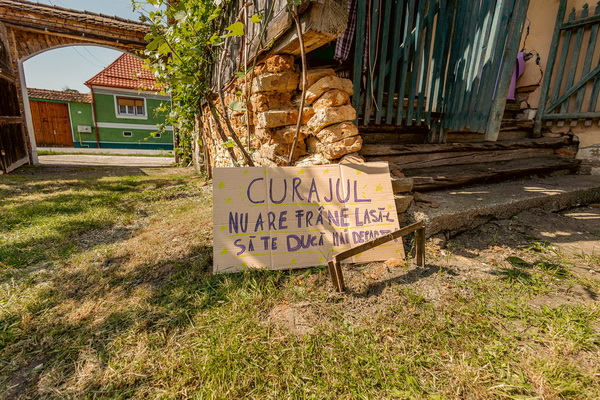 CURAJUL
NU ARE FRÂNE LASĂ-L
SĂ TE DUCĂ MAI DEPARTE